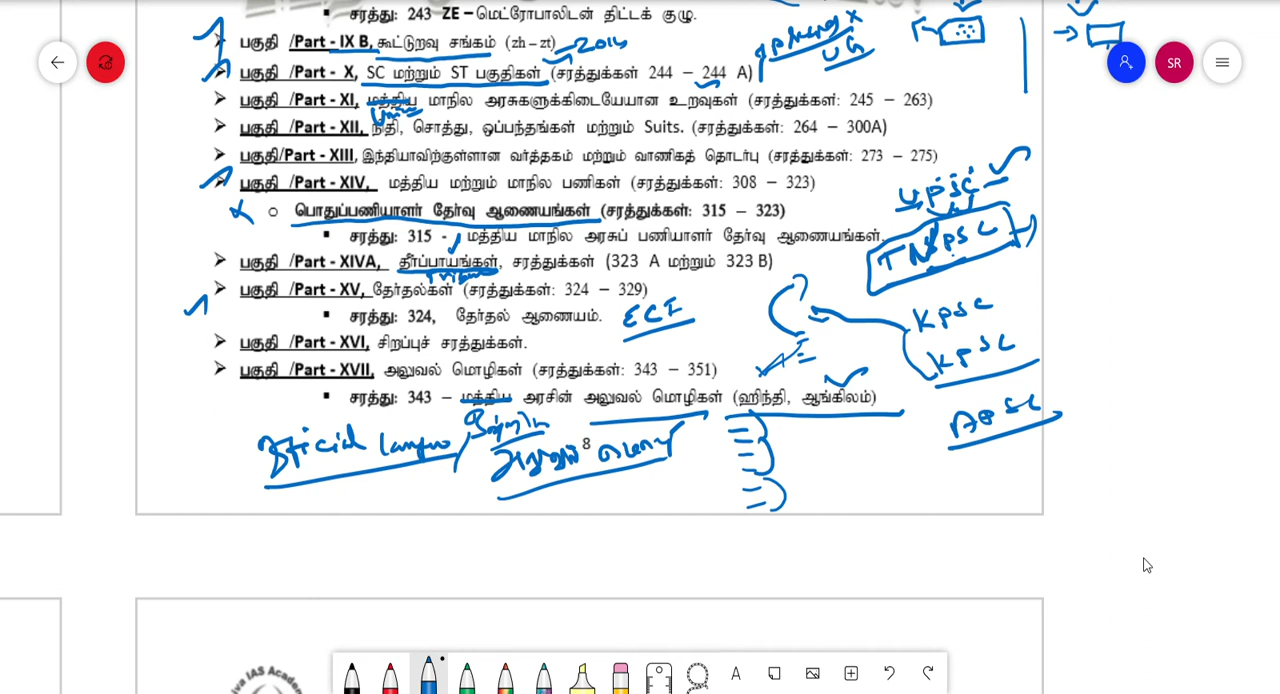 சரத்து: 243 ZE – மெட்ரோபாலிடன் திட்டக் குழு.
பகுதி /Part - IX B, கூட்டுறவு சங்கம் (zh – zt)
UG
பகுதி /Part - X, SC மற்றும் ST பகுதிகள் (சரத்துக்கள் 244 – 244 A)
SR
பகுதி /Part - XI, மத்திய மாநில அரசுகளுக்கிடையேயான உறவுகள் (சரத்துக்கள்: 245 – 263)
பகுதி /Part - XII, நிதி, சொத்து, ஒப்பந்தங்கள் மற்றும் Suits. (சரத்துக்கள்: 264 – 300A)
பகுதி/Part - XIII, இந்தியாவிற்குள்ளான வர்த்தகம் மற்றும் வாணிகத் தொடர்பு (சரத்துக்கள்: 273 – 275)
பகுதி /Part - XIV, மத்திய மற்றும் மாநில பணிகள் (சரத்துக்கள்: 308 – 323)
UPSC
பொதுப்பணியாளர் தேர்வு ஆணையங்கள் (சரத்துக்கள்: 315 – 323)
சரத்து: 315 - மத்திய மாநில அரசுப் பணியாளர் தேர்வு ஆணையங்கள்.
TNPSC
பகுதி /Part - XIVA, தீர்ப்பாயங்கள், சரத்துக்கள் (323 A மற்றும் 323 B)
பகுதி /Part - XV, தேர்தல்கள் (சரத்துக்கள்: 324 – 329)
சரத்து: 324, தேர்தல் ஆணையம். ECI
KPSC
பகுதி /Part - XVI, சிறப்புச் சரத்துக்கள்.
KPSC
பகுதி /Part - XVII, அலுவல் மொழிகள் (சரத்துக்கள்: 343 – 351)
சரத்து: 343 – மத்திய அரசின் அலுவல் மொழிகள் (ஹிந்தி, ஆங்கிலம்)
APSC
8
iva IAS Academ
A